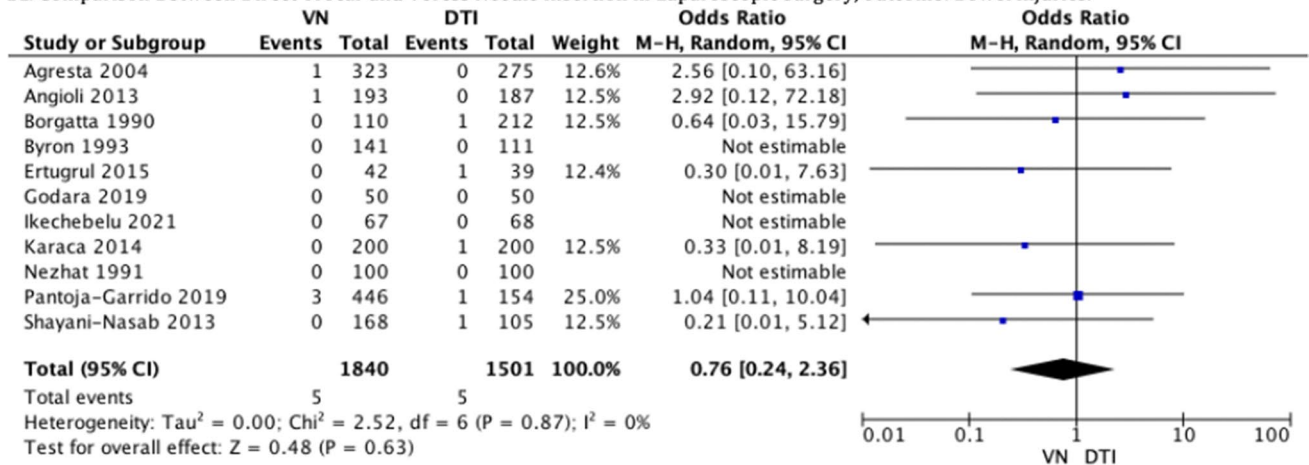 VN DTI Odds Ratio Odds Ratio
Study or Subgroup Events Total Events Total Weight M-H, Random, 95% CI M-H, Random, 95% CI
Agresta 2004 1 323 0 275 12.6% 2.56 [0.10, 63.16]
Angioli 2013 1 193 0 187 12.5% 2.92 [0.12, 72.18]
Borgatta 1990 0 110 1 212 12.5% 0.64 [0.03, 15.79]
Byron 1993 0 141 0 111 Not estimable
Ertugrul 2015 0 42 1 39 12.4% 0.30 [0.01, 7.63]
Godara 2019 0 50 0 50 Not estimable
Ikechebelu 2021 0 67 0 68 Not estimable
Karaca 2014 0 200 1 200 12.5% 0.33 [0.01, 8.19]
Nezhat 1991 0 100 0 100 Not estimable
Pantoja-Garrido 2019 3 446 1 154 25.0% 1.04 [0.11, 10.04]
Shayani-Nasab 2013 0 168 1 105 12.5% 0.21 [0.01, 5.12]
Total (95% CI) 1840 1501 100.0% 0.76 [0.24, 2.36]
Total events 5 5
Heterogeneity: Tau² = 0.00; Chi² = 2.52, df = 6 (P = 0.87); I² = 0%
Test for overall effect: Z = 0.48 (P = 0.63)
0.01 0.1 1 10 100
VN DTI